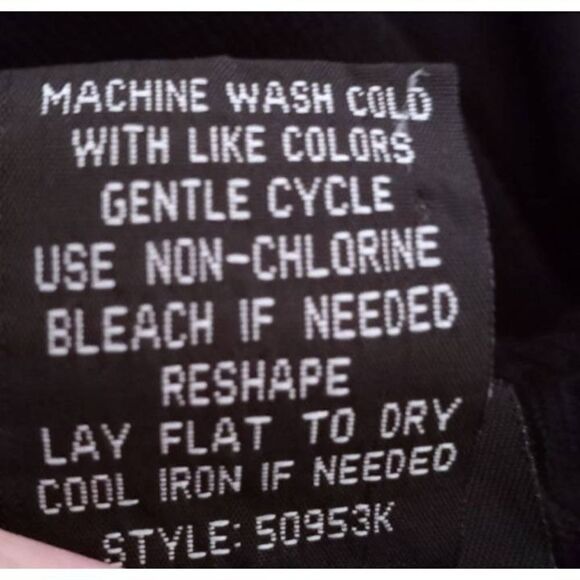 MACHINE WASH COLD
WITH LIKE COLORS
GENTLE CYCLE
USE NON-CHLORINE
BLEACH IF NEEDED
RESHAPE
LAY FLAT TO DRY
COOL IRON IF NEEDED
STYLE: 50953K